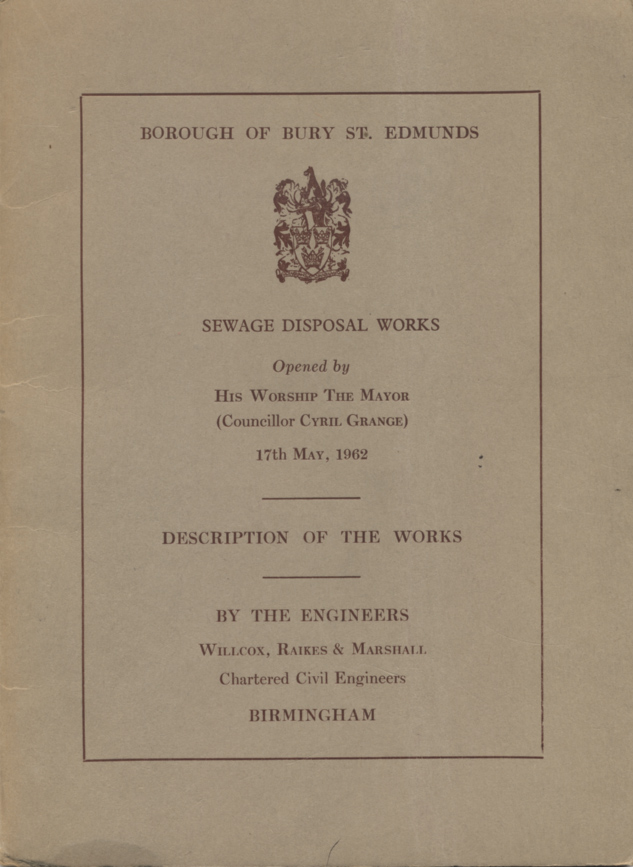 BOROUGH OF BURY ST. EDMUNDS
SEWAGE DISPOSAL WORKS
Opened by
HIS WORSHIP THE MAYOR
(Councillor CYRIL GRANGE)
17th MAY, 1962
DESCRIPTION OF THE WORKS
BY THE ENGINEERS
WILLCOX, RAIKES & MARSHALL
Chartered Civil Engineers
BIRMINGHAM